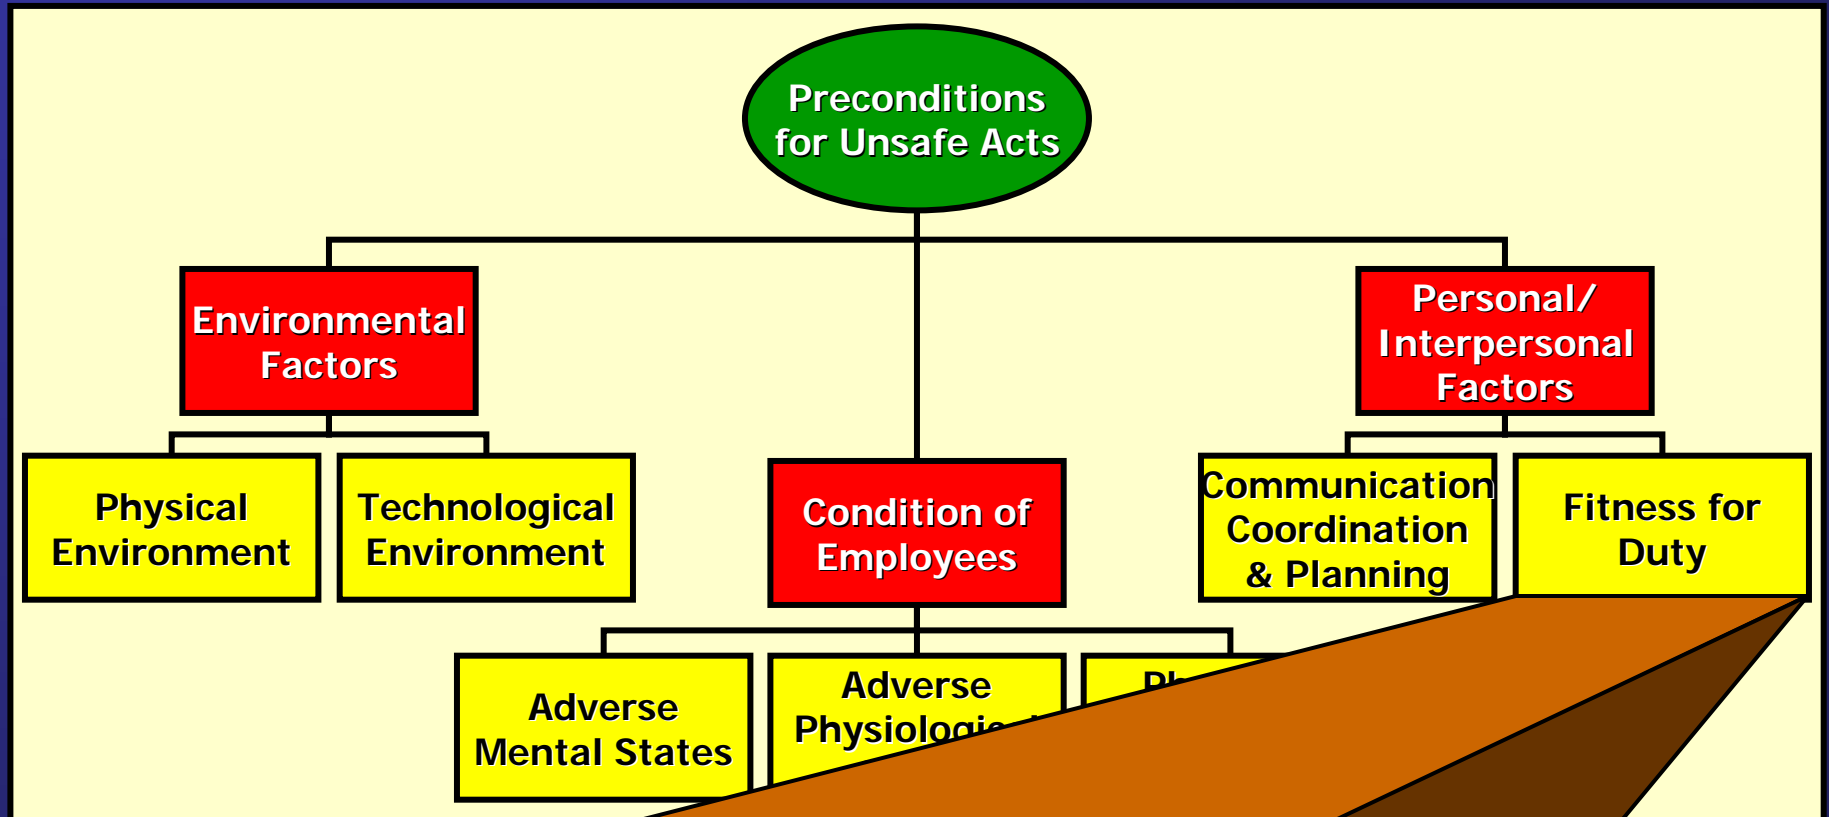 Preconditions
for Unsafe Acts
Environmental
Factors
Personal/
Interpersonal
Factors
Physical
Environment
Technological
Environment
Condition of
Employees
Communication
Coordination
& Planning
Fitness for
Duty
Adverse
Mental States
Adverse